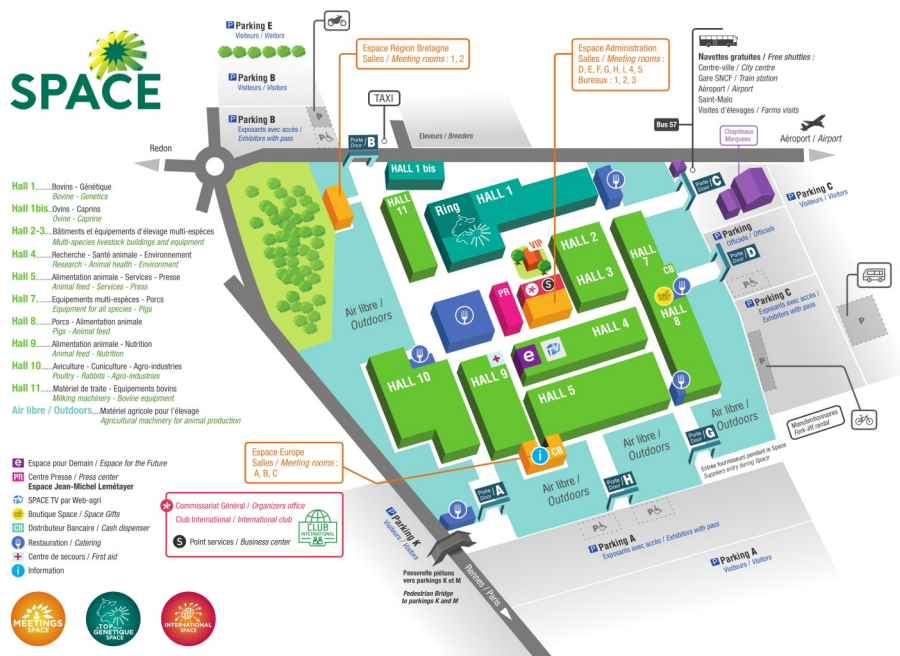 SPACE
P Parking E
Visiteurs / Visitors
P Parking B
Visiteurs / Visitors
P Parking B
Exposants avec accès /
Exhibitors with pass
P
P
Espace Région Bretagne
Salles / Meeting rooms : 1, 2
Espace Administration
Salles / Meeting rooms :
D, E, F, G, H, i, 4, 5
Bureaux : 1, 2, 3
Navettes gratuites / Free shuttles :
Centre-ville / City centre
Gare SNCF / Train station
Aéroport / Airport
Saint-Malo
Visites d'élevages / Farms visits
TAXI
Bus 57
Chapiteaux
Marquees
Aéroport / Airport
Redon
Porte
Door
B
Eleveurs / Breeders
Hall 1........Bovins - Génétique
Bovine - Genetics
Hall 1bis..Ovins - Caprins
Ovine - Caprine
Hall 2-3...Bâtiments et équipements d'élevage multi-espèces
Multi-species livestock buildings and equipment
Hall 4........Recherche - Santé animale - Environnement
Research - Animal health - Environment
Hall 5........Alimentation animale - Services - Presse
Animal feed - Services - Press
Hall 7........Equipements multi-espèces - Porcs
Equipment for all species - Pigs
Hall 8........Porcs - Alimentation animale
Pigs - Animal feed
Hall 9........Alimentation animale - Nutrition
Animal feed - Nutrition
Hall 10......Aviculture - Cuniculture - Agro-industries
Poultry - Rabbits - Agro-industries
Hall 11......Matériel de traite - Equipements bovins
Milking machinery - Bovine equipment
Air libre / Outdoors....Matériel agricole pour l'élevage
Agricultural machinery for animal production
HALL 1 bis
HALL 11
Ring
HALL 1
Porte
Door
C
P Parking C
Visiteurs / Visitors
P Parking
Officiels / Officials
Porte
Door
D
P Parking C
Exposants avec accès /
Exhibitors with pass
P
P
VIP
HALL 2
HALL 3
HALL 7
CB
HALL 8
PR
S
Air libre /
Outdoors
HALL 4
e
TV
HALL 10
HALL 9
HALL 5
CB
i
Air libre /
Outdoors
Air libre /
Outdoors
Air libre /
Outdoors
Porte
Door
G
Porte
Door
H
Porte
Door
A
Manutentionnaires
Fork-lift rental
Entrée fournisseurs pendant le Space
Suppliers entry during Space
Espace Europe
Salles / Meeting rooms :
A, B, C
e Espace pour Demain / Espace for the Future
PR Centre Presse / Press center
Espace Jean-Michel Lemétayer
TV SPACE TV par Web-agri
Boutique Space / Space Gifts
CB Distributeur Bancaire / Cash dispenser
Restauration / Catering
Centre de secours / First aid
i Information
Commissariat Général / Organizers office
Club International / International club
S Point services / Business center
CLUB
INTERNATIONAL
P Parking K
Visiteurs / Visitors
Passerelle piétons
vers parkings K et M
Pedestrian Bridge
to parkings K and M
Rennes / Paris
P
P
P Parking A
Exposants avec accès / Exhibitors with pass
P Parking A
Visiteurs / Visitors
MEETINGS
SPACE
TOP
GÉNÉTIQUE
SPACE
INTERNATIONAL
SPACE